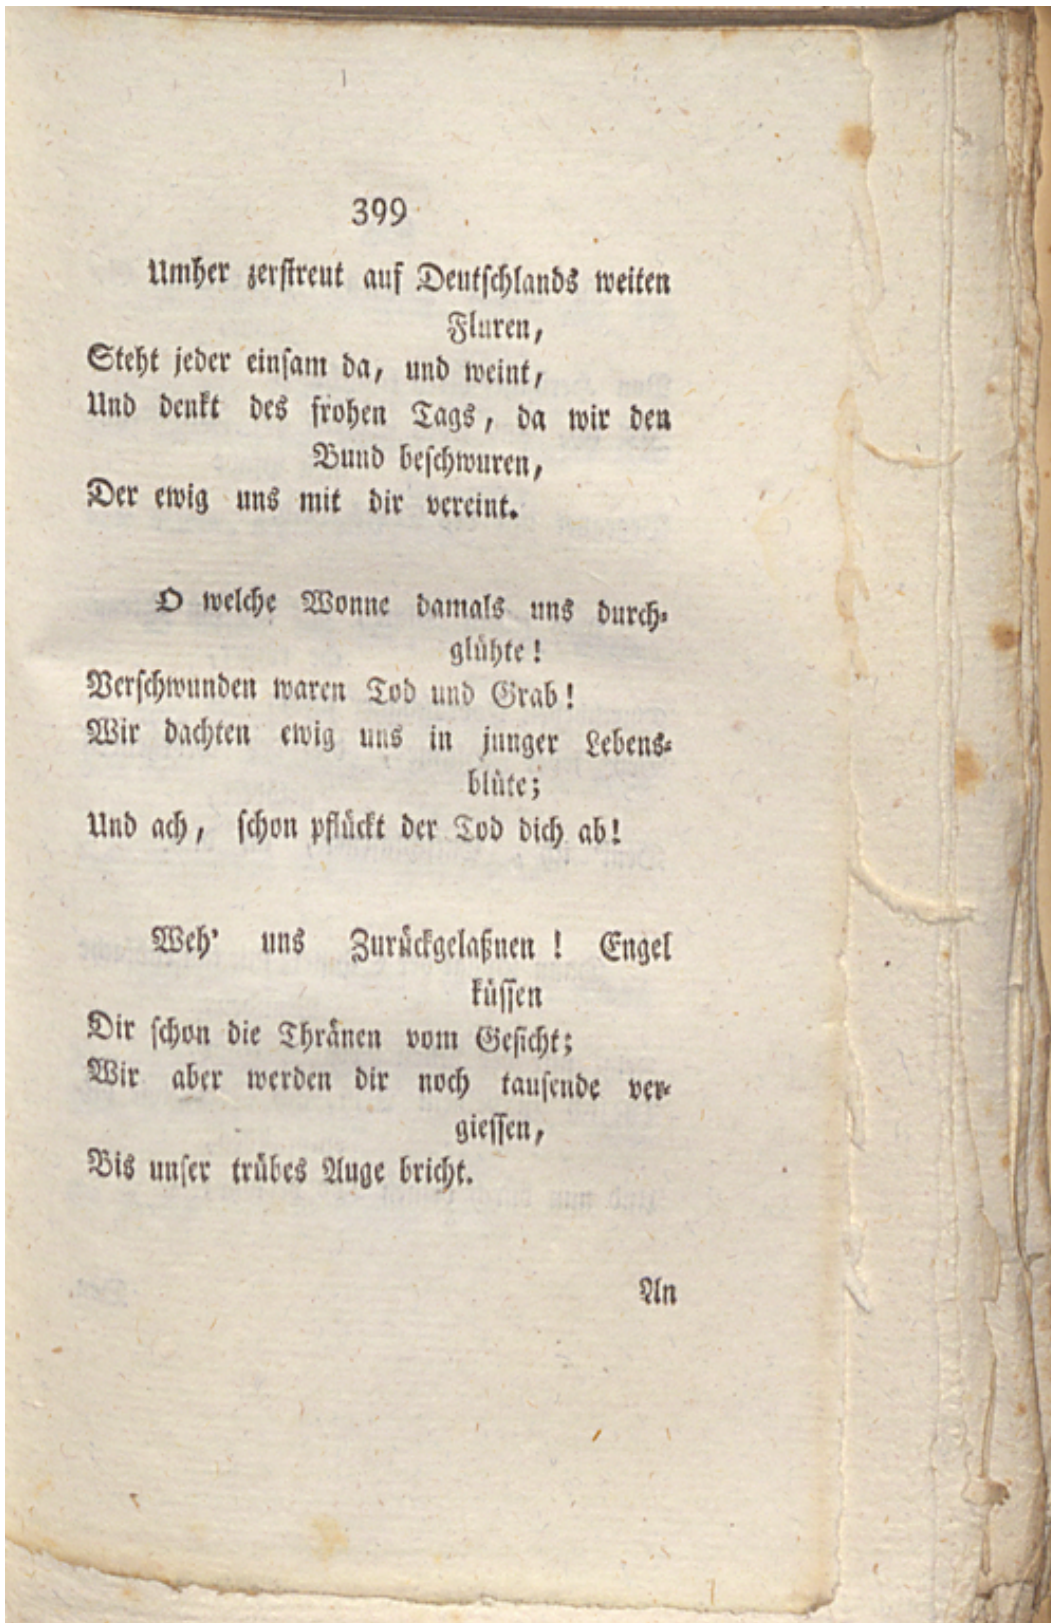 399
Umher zerſtreut auf Deutſchlands weiten
Fluren,
Steht jeder einſam da, und weint,
Und denkt des frohen Tags, da wir den
Bund beſchwuren,
Der ewig uns mit dir vereint.
O welche Wonne damals uns durch⸗
glühte!
Verſchwunden waren Tod und Grab!
Wir dachten ewig uns in junger Lebens⸗
blüte;
Und ach, ſchon pflückt der Tod dich ab!
Weh' uns Zurückgelaßnen! Engel
küſſen
Dir ſchon die Thränen vom Geſicht;
Wir aber werden dir noch tauſende ver⸗
gieſſen,
Bis unſer trübes Auge bricht.
An